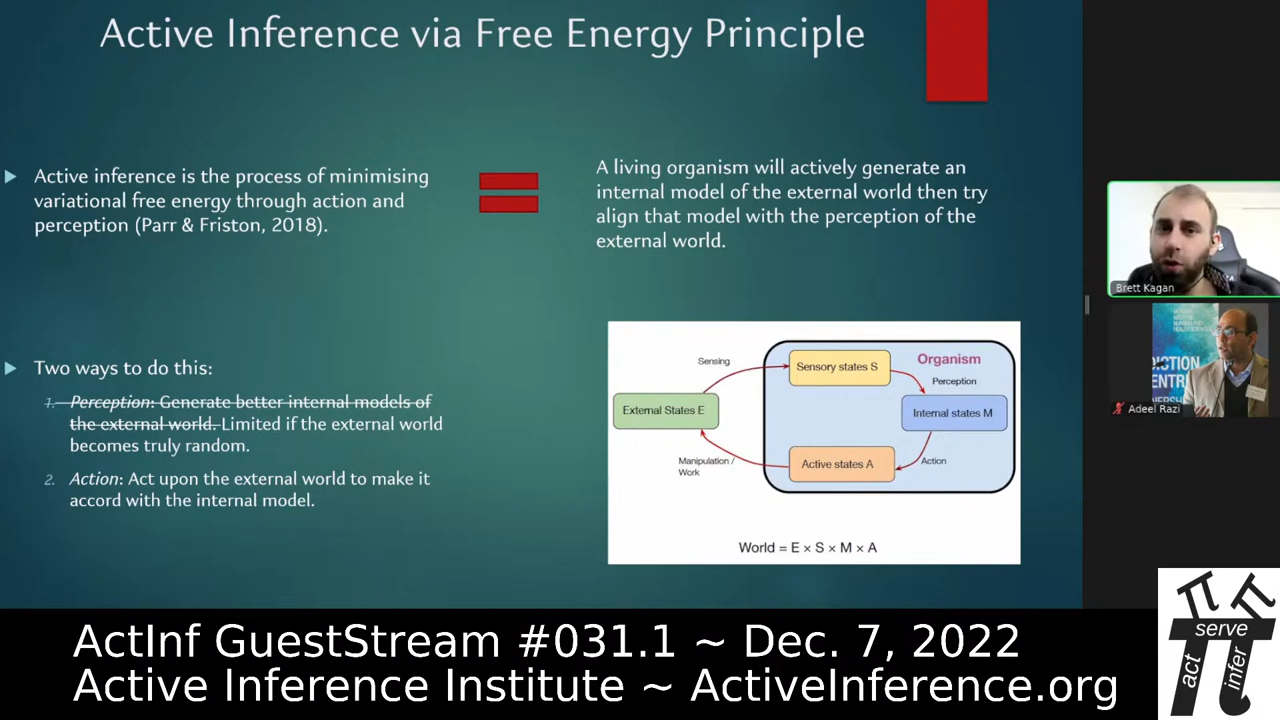 Active Inference via Free Energy Principle
Active inference is the process of minimising
variational free energy through action and
perception (Parr & Friston, 2018).
A living organism will actively generate an
internal model of the external world then try
align that model with the perception of the
external world.
Two ways to do this:
1. Perception: Generate better internal models of
the external world. Limited if the external world
becomes truly random.
2. Action: Act upon the external world to make it
accord with the internal model.
Sensing
Sensory states S
Organism
Perception
External States E
Internal states M
Manipulation /
Work
Active states A
Action
World = E × S × M × A
Brett Kagan
DICTION
ENTRE
Adeel Razi
ActInf GuestStream #031.1 ~ Dec. 7, 2022
Active Inference Institute ~ ActiveInference.org
serve
act
infer